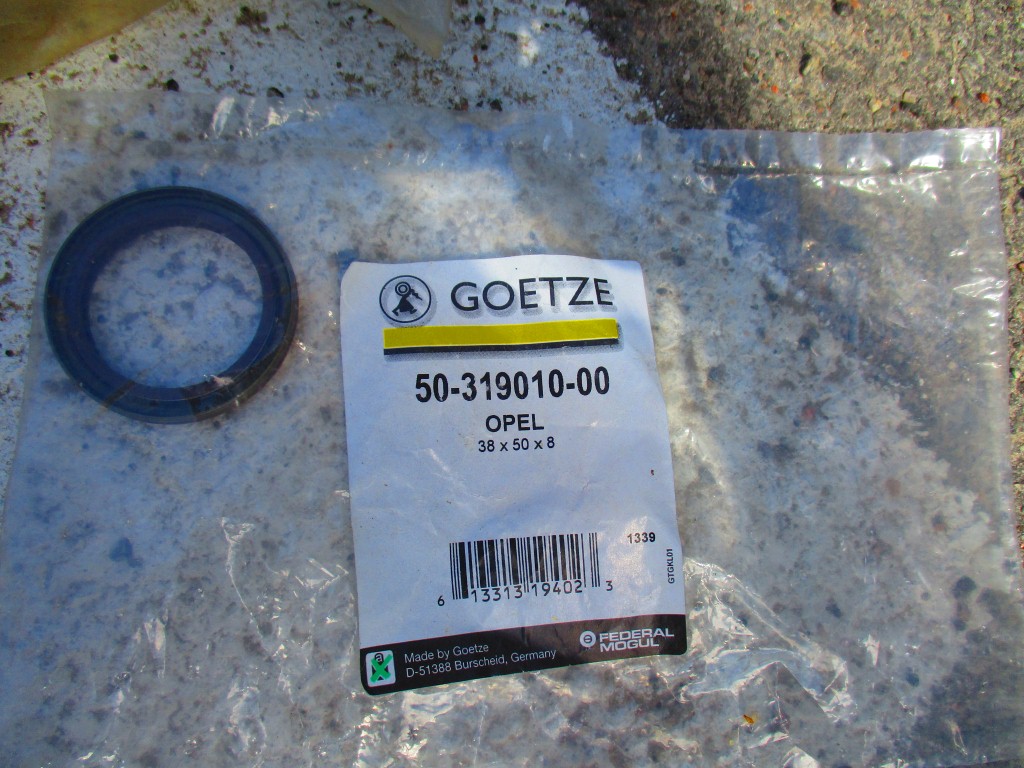 GOETZE
50-319010-00
OPEL
38 x 50 x 8
1339
GTGKL01
6 13313 19402 3
a
Made by Goetze
D-51388 Burscheid, Germany
FEDERAL
MOGUL